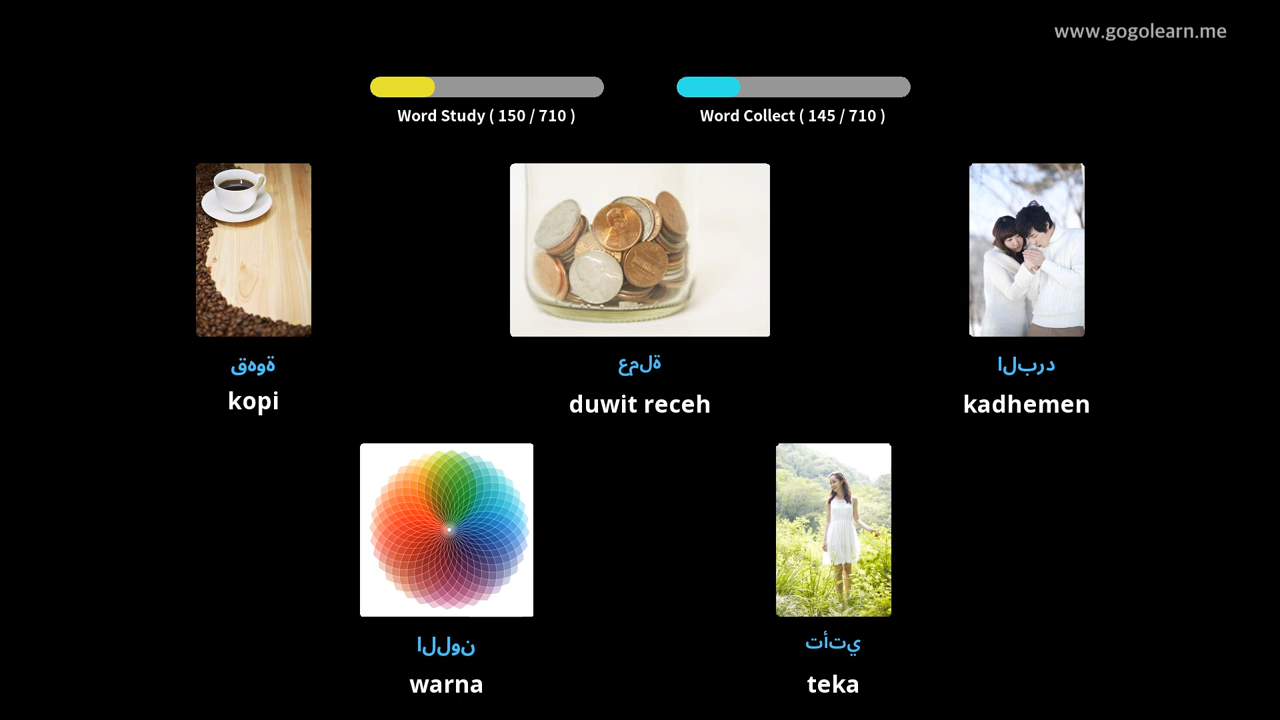 www.gogolearn.me
Word Study ( 150 / 710 )
Word Collect ( 145 / 710 )
قهوة
kopi
عملة
duwit receh
البرد
kadhemen
اللون
warna
تأتي
teka